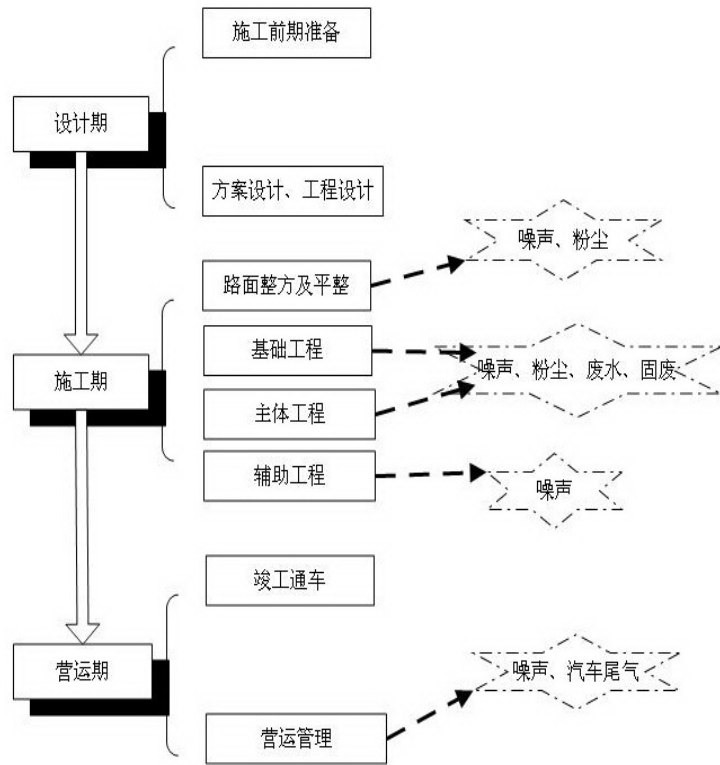 施工前期准备
设计期
方案设计、工程设计
噪声、粉尘
路面整方及平整
基础工程
噪声、粉尘、废水、固废
施工期
主体工程
辅助工程
噪声
竣工通车
营运期
噪声、汽车尾气
营运管理